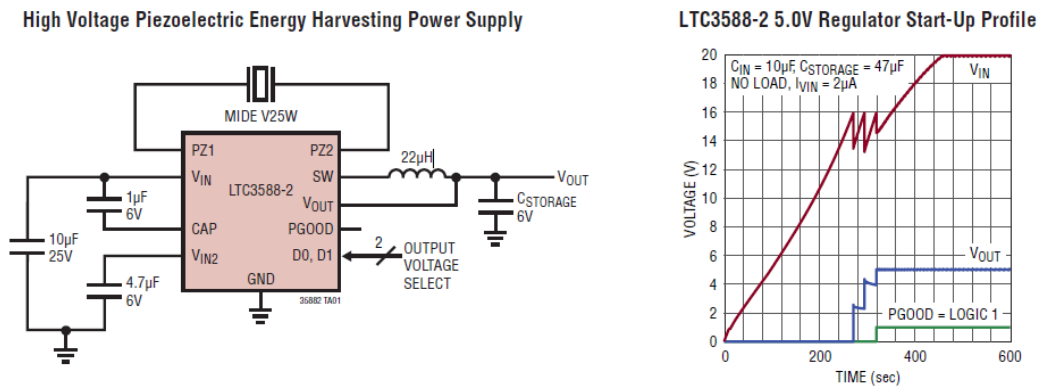 High Voltage Piezoelectric Energy Harvesting Power Supply
MIDE V25W
PZ1
PZ2
VIN
SW
22µH
VOUT
LTC3588-2
1µF
6V
VOUT
CSTORAGE
6V
CAP
PGOOD
10µF
25V
VIN2
D0, D1
2
OUTPUT
VOLTAGE
SELECT
4.7µF
6V
GND
35882 TA01
LTC3588-2 5.0V Regulator Start-Up Profile
CIN = 10µF, CSTORAGE = 47µF
NO LOAD, IVIN = 2µA
VIN
VOUT
PGOOD = LOGIC 1
VOLTAGE (V)
20
18
16
14
12
10
8
6
4
2
0
0
200
400
600
TIME (sec)